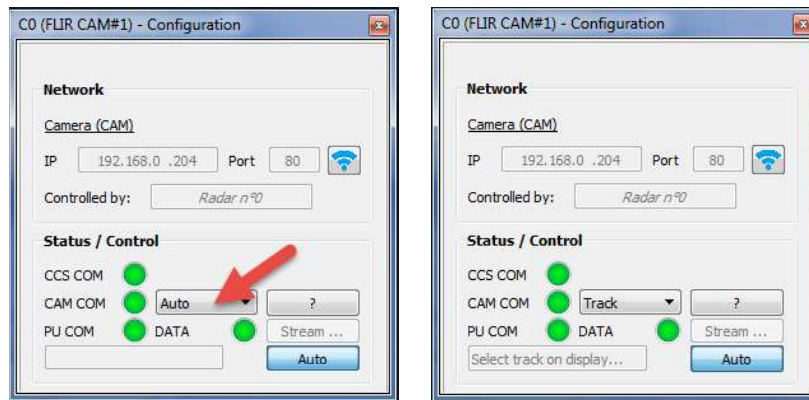 C0 (FLIR CAM#1) - Configuration
Network
Camera (CAM)
IP 192.168.0 .204 Port 80
Controlled by: Radar n°0
Status / Control
CCS COM
CAM COM Auto ?
PU COM DATA Stream ...
Auto
C0 (FLIR CAM#1) - Configuration
Network
Camera (CAM)
IP 192.168.0 .204 Port 80
Controlled by: Radar n°0
Status / Control
CCS COM
CAM COM Track ?
PU COM DATA Stream ...
Select track on display... Auto